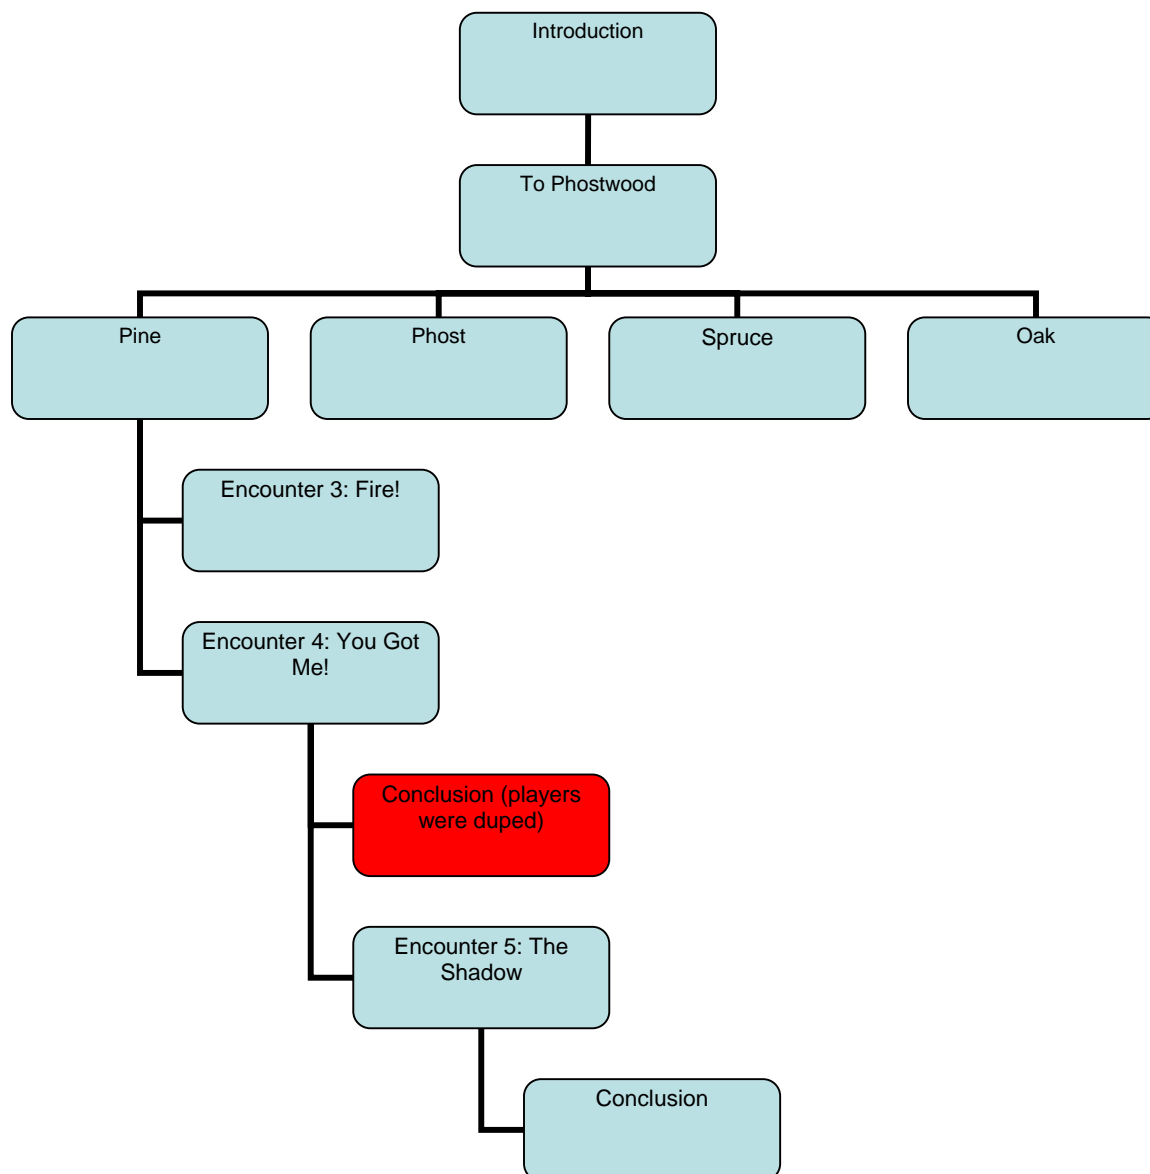 Introduction
To Phostwood
Pine
Phost
Spruce
Oak
Encounter 3: Fire!
Encounter 4: You Got
Me!
Conclusion (players
were duped)
Encounter 5: The
Shadow
Conclusion